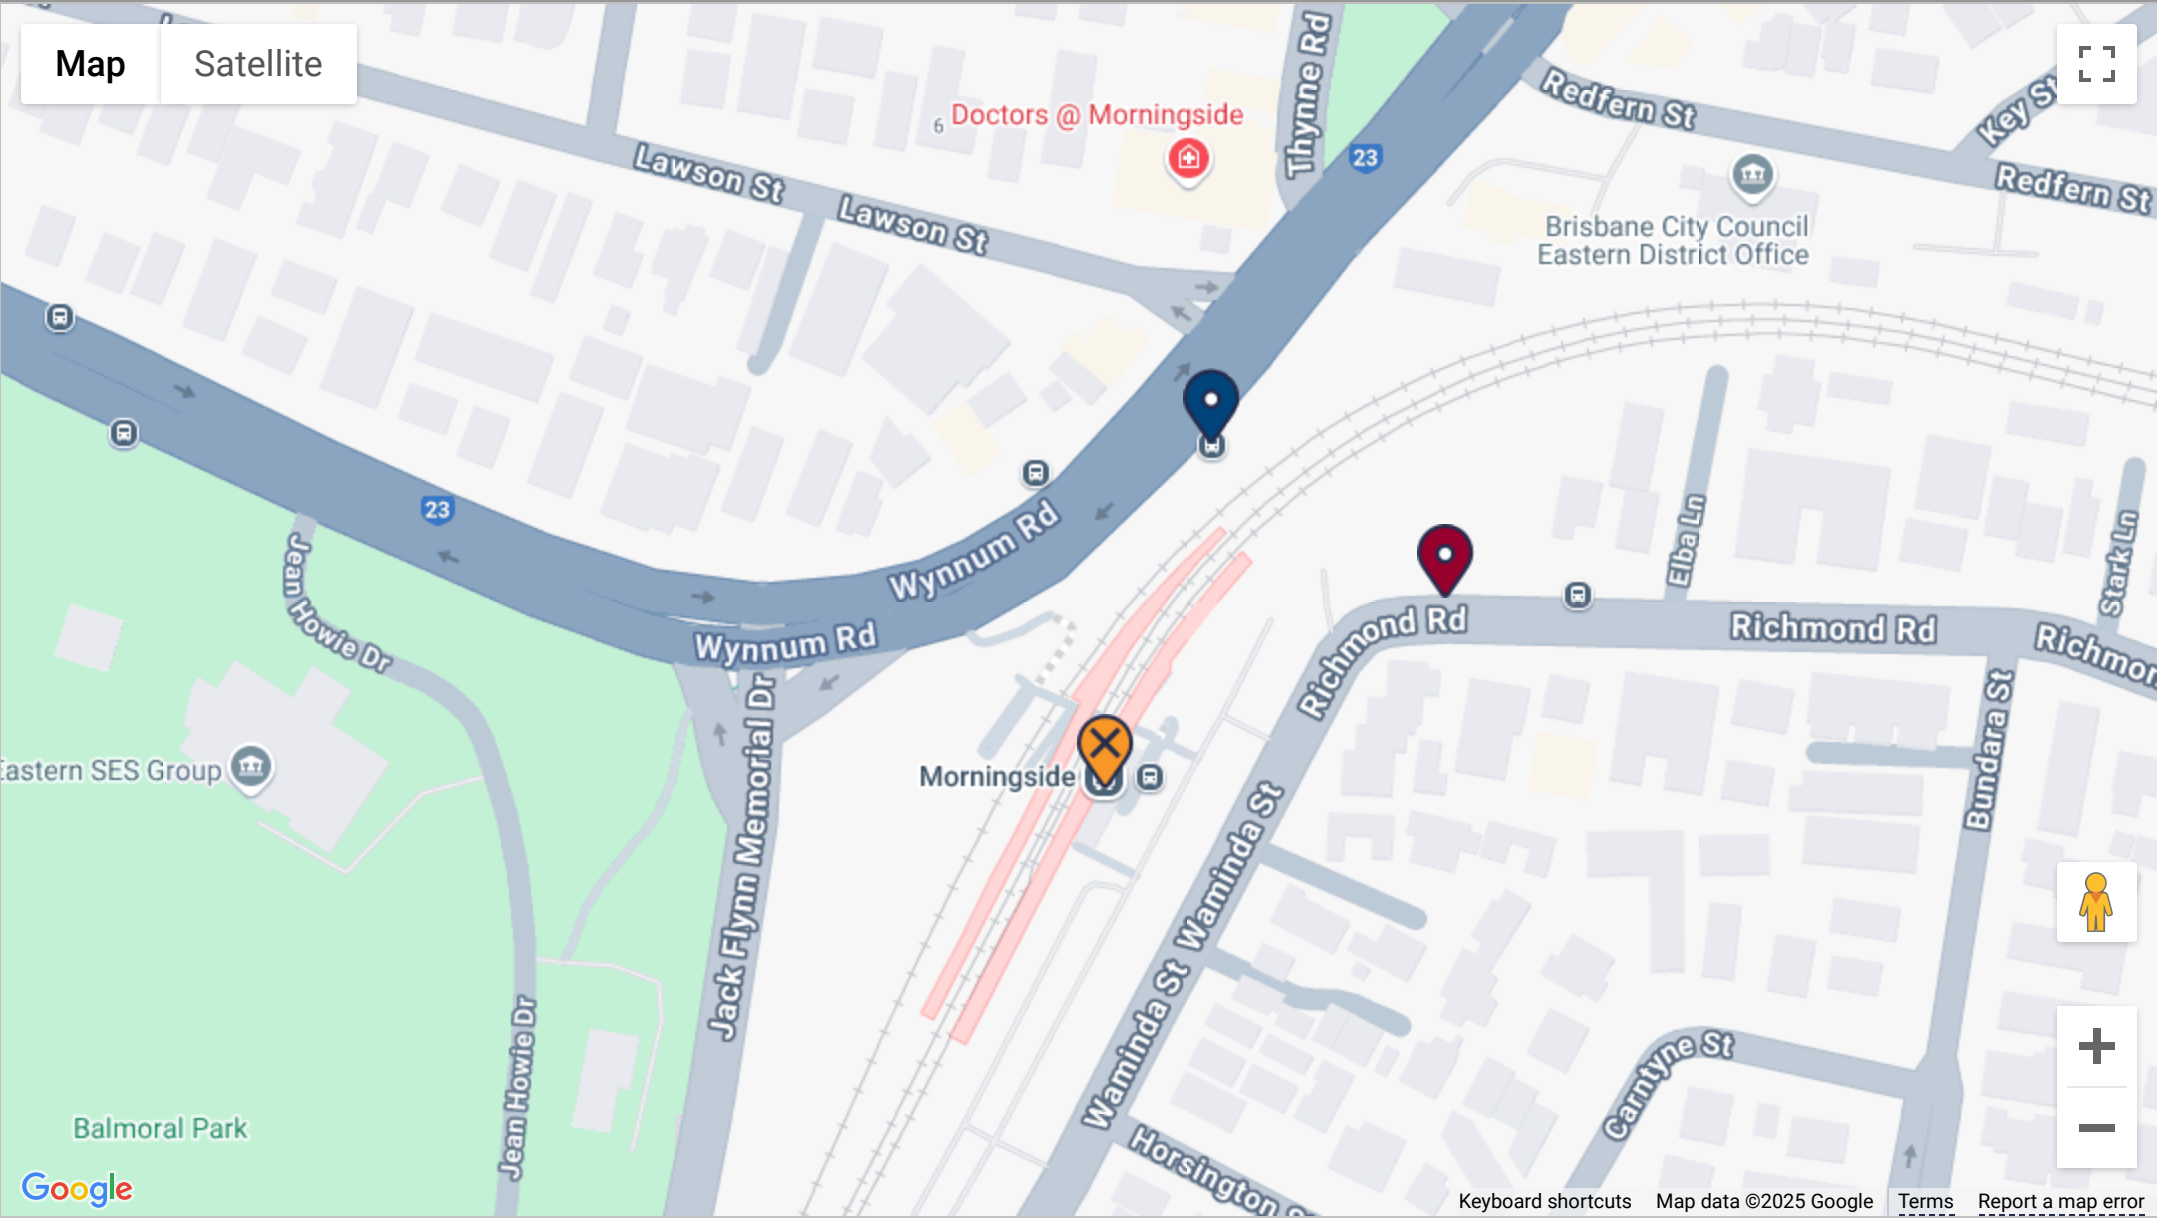 Map
Satellite
Thynne Rd
Redfern St
Key St
Redfern St
6
Doctors @ Morningside
23
Lawson St
Lawson St
Brisbane City Council
Eastern District Office
23
Wynnum Rd
Wynnum Rd
Jean Howie Dr
Elba Ln
Stark Ln
Richmond Rd
Richmond Rd
Richmon
Bundara St
Jack Flynn Memorial Dr
Eastern SES Group
Morningside
Waminda St
Waminda St
Jean Howie Dr
Carntyne St
Balmoral Park
Horsington S
Google
Keyboard shortcuts
Map data ©2025 Google
Terms
Report a map error